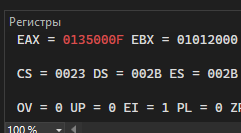 Регистры
EAX = 0135000F EBX = 01012000
CS = 0023 DS = 002B ES = 002B
OV = 0 UP = 0 EI = 1 PL = 0
100 %